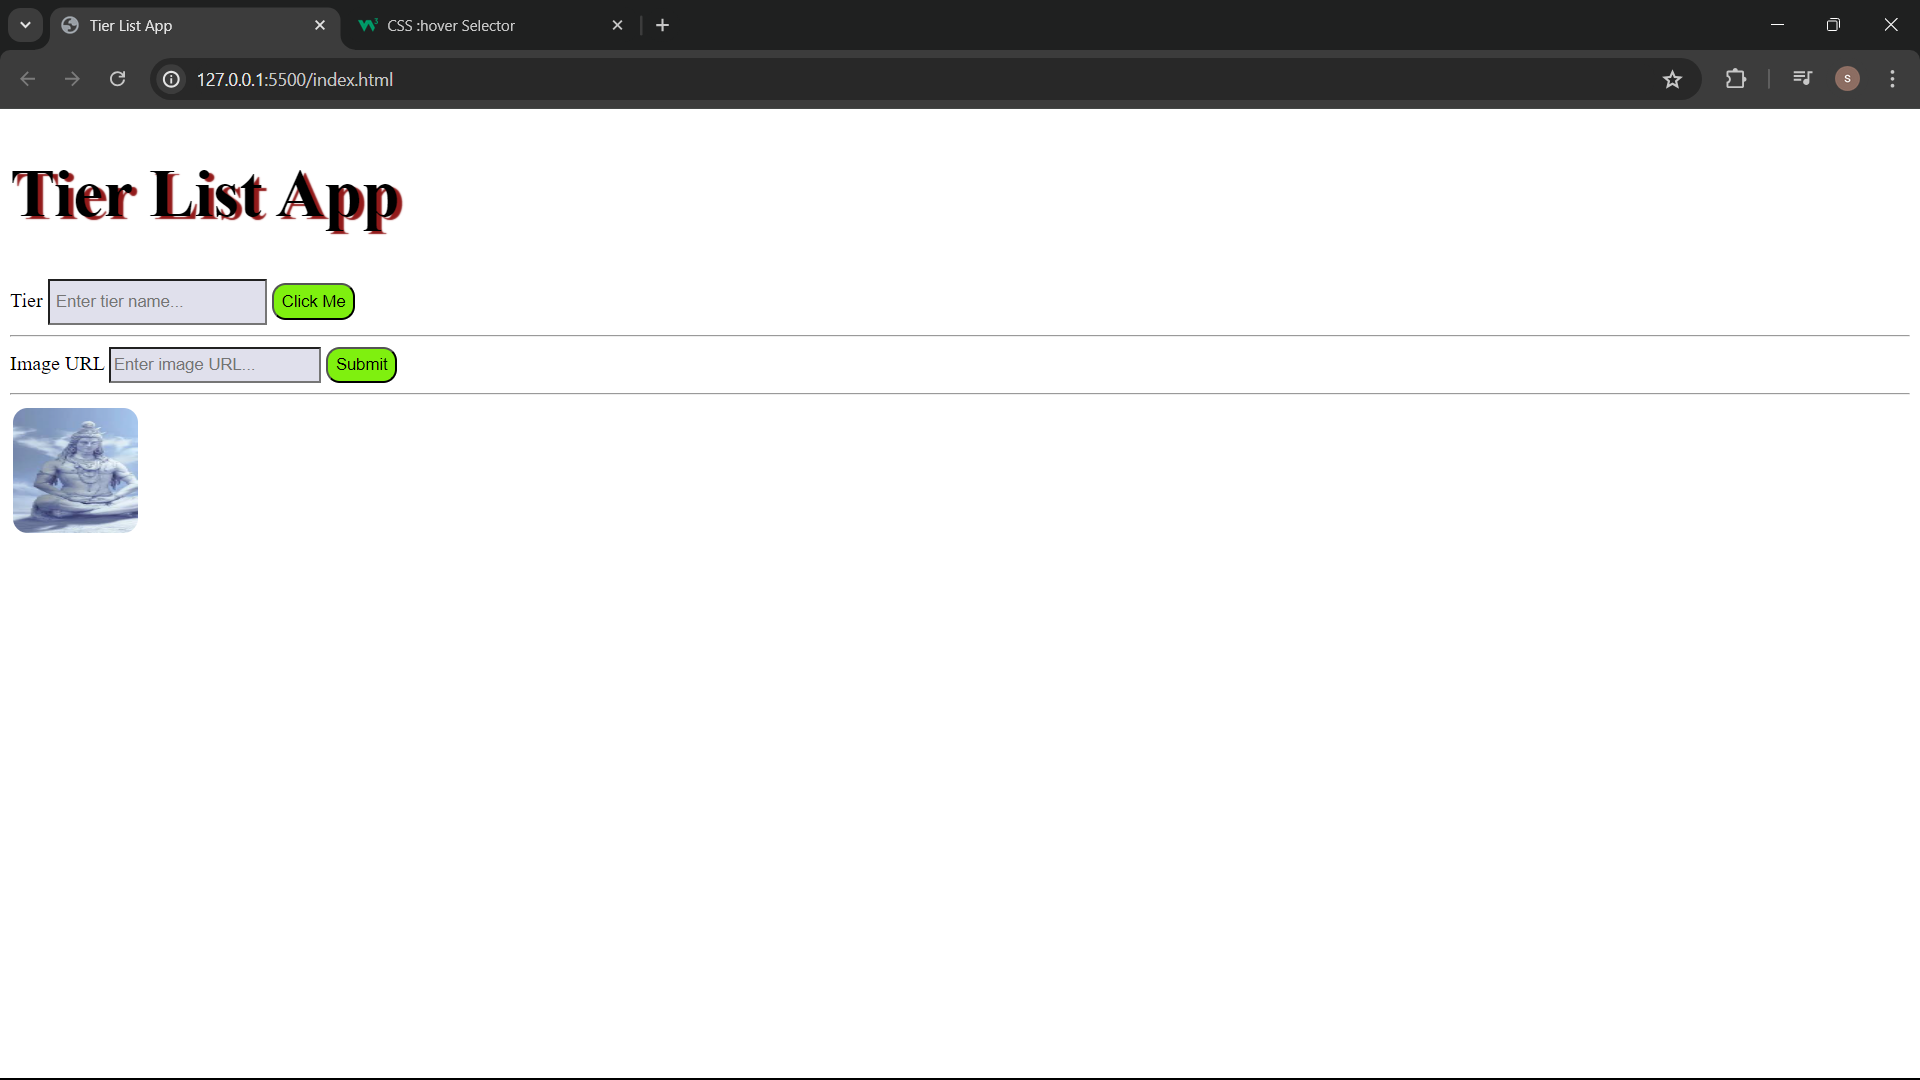 Tier List App
CSS :hover Selector
127.0.0.1:5500/index.html
S
Tier List App
Tier Enter tier name... Click Me
Image URL Enter image URL... Submit